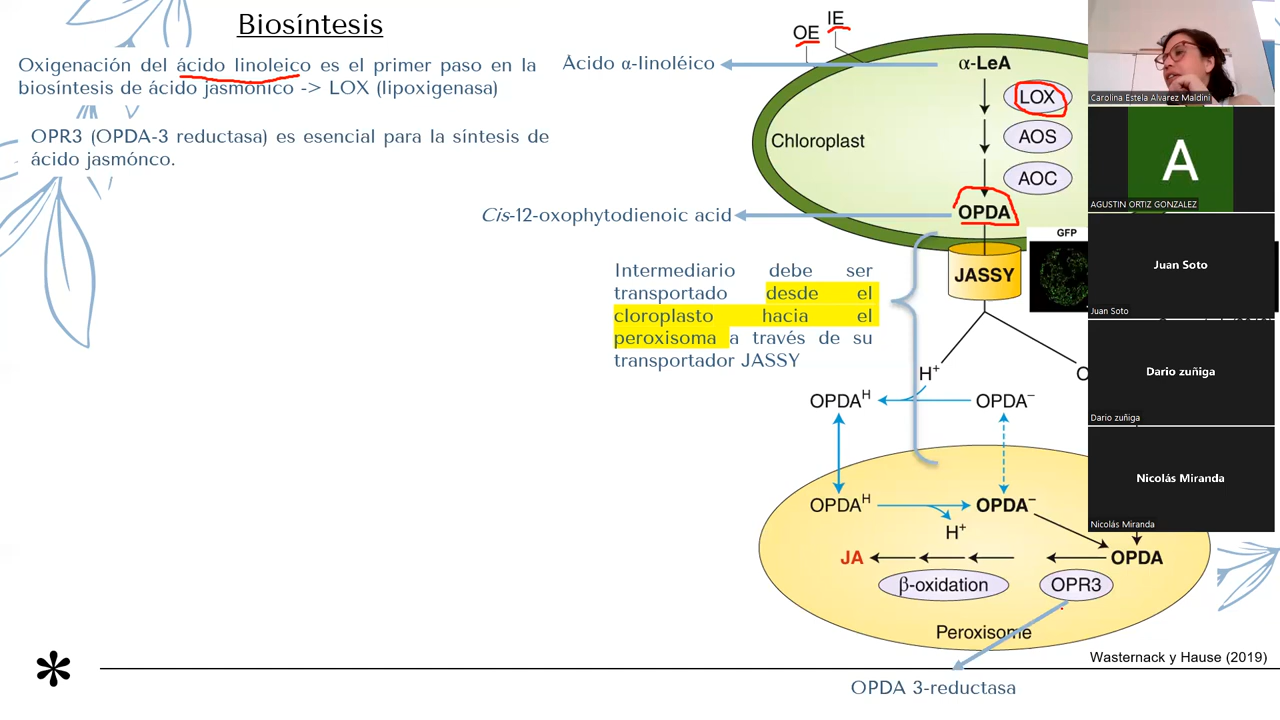 Biosíntesis
Oxigenación del ácido linoleico es el primer paso en la
biosíntesis de ácido jasmónico -> LOX (lipoxigenasa)
OPR3 (OPDA-3 reductasa) es esencial para la síntesis de
ácido jasmónco.
OE
IE
Ácido α-linoléico
α-LeA
LOX
AOS
Chloroplast
AOC
Cis-12-oxophytodienoic acid
OPDA
GFP
JASSY
Intermediario debe ser
transportado desde el
cloroplasto hacia el
peroxisoma a través de su
transportador JASSY
H+
O
OPDAH
OPDA−
OPDAH
OPDA−
H+
JA
OPDA
β-oxidation
OPR3
Peroxisome
Wasternack y Hause (2019)
OPDA 3-reductasa
Carolina Estela Alvarez Maldini
A
AGUSTIN ORTIZ GONZALEZ
Juan Soto
Juan Soto
Dario zuñiga
Dario zuñiga
Nicolás Miranda
Nicolás Miranda